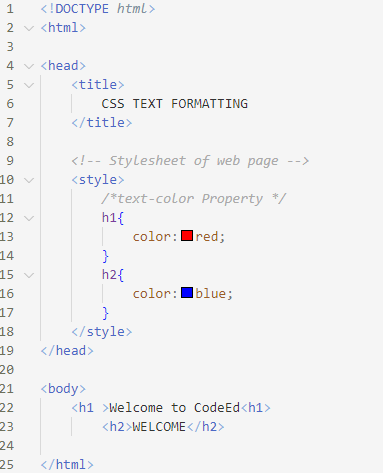 1 <!DOCTYPE html>
2 <html>
3
4 <head>
5 <title>
6 CSS TEXT FORMATTING
7 </title>
8
9 <!-- Stylesheet of web page -->
10 <style>
11 /*text-color Property */
12 h1{
13 color:red;
14 }
15 h2{
16 color:blue;
17 }
18 </style>
19 </head>
20
21 <body>
22 <h1 >Welcome to CodeEd<h1>
23 <h2>WELCOME</h2>
24
25 </html>